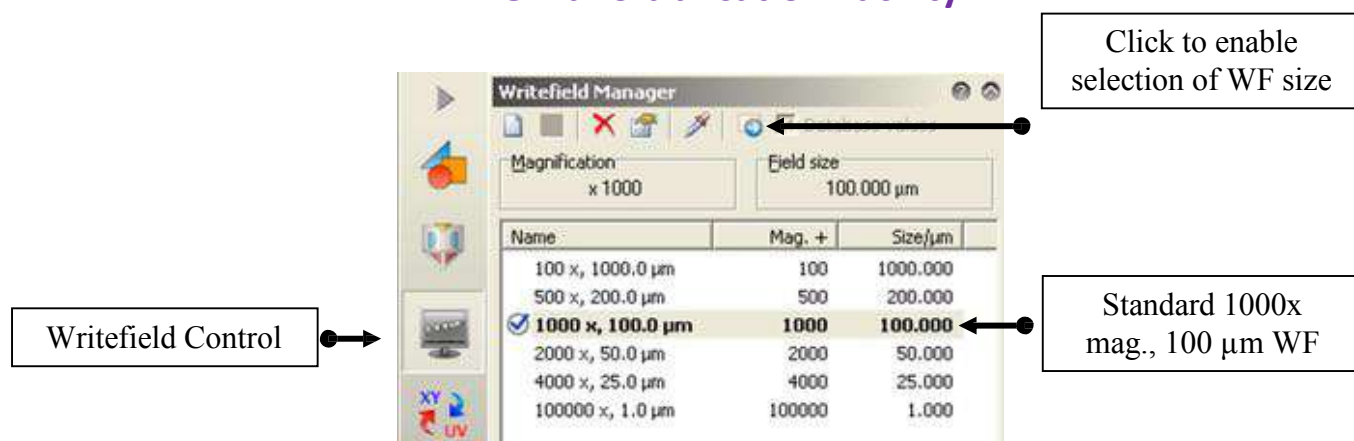 Click to enable
selection of WF size
Writefield Manager
Magnification
x 1000
Field size
100.000 µm
Name Mag. + Size/µm
100 x, 1000.0 µm 100 1000.000
500 x, 200.0 µm 500 200.000
1000 x, 100.0 µm 1000 100.000
2000 x, 50.0 µm 2000 50.000
4000 x, 25.0 µm 4000 25.000
100000 x, 1.0 µm 100000 1.000
Writefield Control
Standard 1000x
mag., 100 µm WF
XY
UV